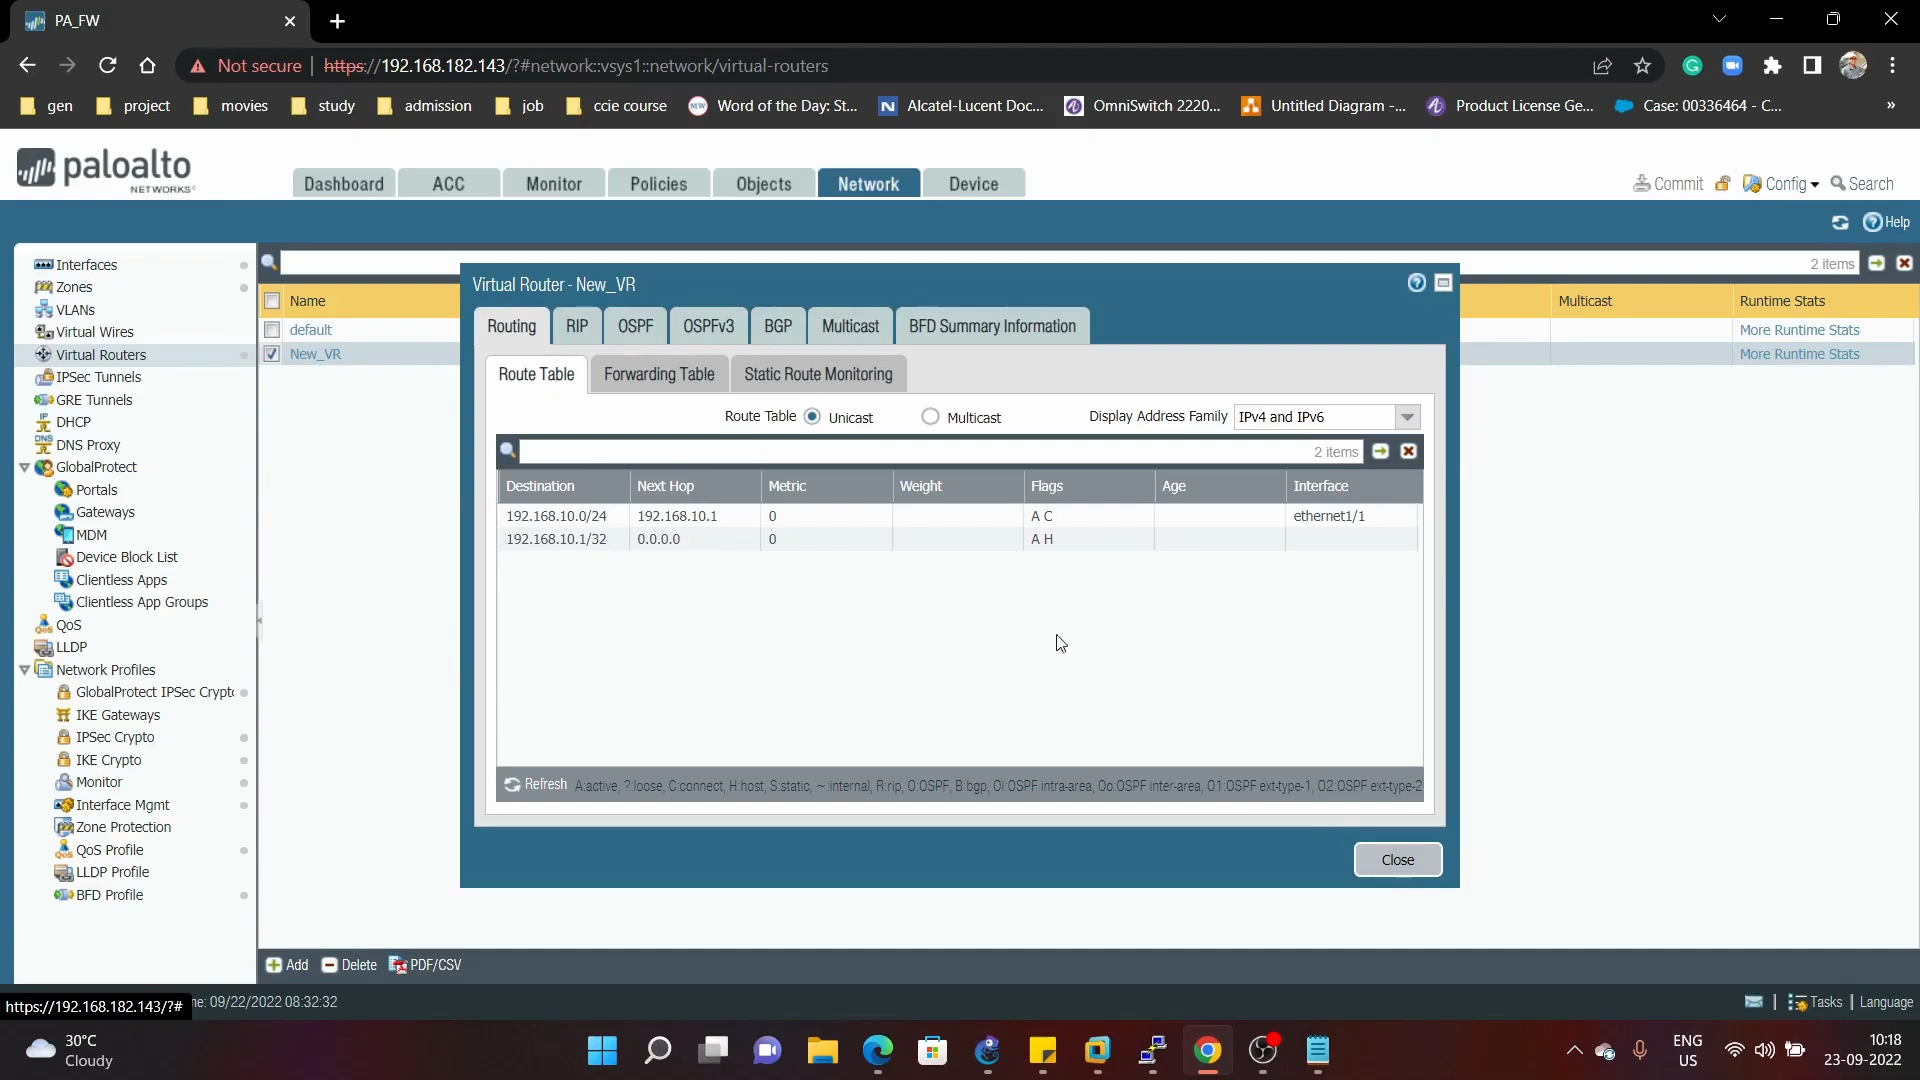 PA_FW
Not secure | https://192.168.182.143/?#network::vsys1::network/virtual-routers
gen project movies study admission job ccie course Word of the Day: St... Alcatel-Lucent Doc... OmniSwitch 2220... Untitled Diagram -... Product License Ge... Case: 00336464 - C... »
paloalto
NETWORKS
Dashboard ACC Monitor Policies Objects Network Device
Commit Config Search
Help
Interfaces
Zones
VLANs
Virtual Wires
Virtual Routers
IPSec Tunnels
GRE Tunnels
DHCP
DNS Proxy
GlobalProtect
Portals
Gateways
MDM
Device Block List
Clientless Apps
Clientless App Groups
QoS
LLDP
Network Profiles
GlobalProtect IPSec Crypto
IKE Gateways
IPSec Crypto
IKE Crypto
Monitor
Interface Mgmt
Zone Protection
QoS Profile
LLDP Profile
BFD Profile
2 items
Name Multicast Runtime Stats
default More Runtime Stats
New_VR More Runtime Stats
Virtual Router - New_VR
Routing RIP OSPF OSPFv3 BGP Multicast BFD Summary Information
Route Table Forwarding Table Static Route Monitoring
Route Table Unicast Multicast Display Address Family IPv4 and IPv6
2 items
Destination Next Hop Metric Weight Flags Age Interface
192.168.10.0/24 192.168.10.1 0 A C ethernet1/1
192.168.10.1/32 0.0.0.0 0 A H
Refresh A:active, ?:loose, C:connect, H:host, S:static, ~:internal, R:rip, O:OSPF, B:bgp, Oi:OSPF intra-area, Oo:OSPF inter-area, O1:OSPF ext-type-1, O2:OSPF ext-type-2
Close
Add Delete PDF/CSV
https://192.168.182.143/?# ne: 09/22/2022 08:32:32
Tasks | Language
30°C
Cloudy
ENG
US
10:18
23-09-2022